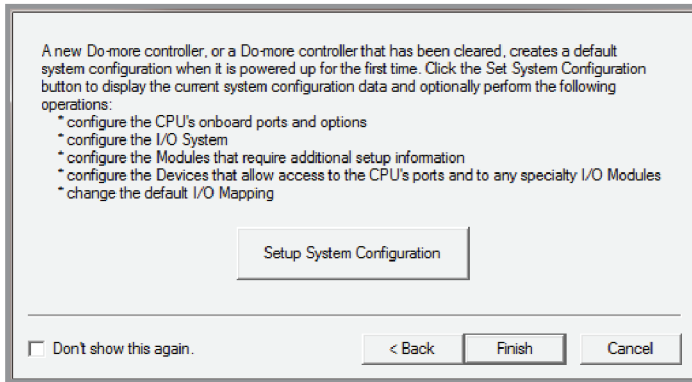 A new Do-more controller, or a Do-more controller that has been cleared, creates a default
system configuration when it is powered up for the first time. Click the Set System Configuration
button to display the current system configuration data and optionally perform the following
operations:
* configure the CPU's onboard ports and options
* configure the I/O System
* configure the Modules that require additional setup information
* configure the Devices that allow access to the CPU's ports and to any specialty I/O Modules
* change the default I/O Mapping
Setup System Configuration
Don't show this again.
< Back
Finish
Cancel